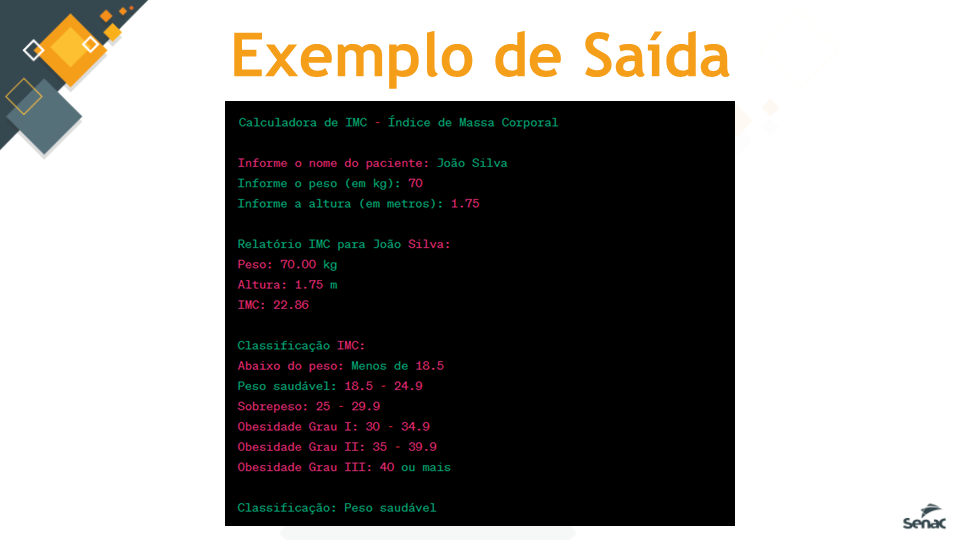 Exemplo de Saída
Calculadora de IMC - Índice de Massa Corporal
Informe o nome do paciente: João Silva
Informe o peso (em kg): 70
Informe a altura (em metros): 1.75
Relatório IMC para João Silva:
Peso: 70.00 kg
Altura: 1.75 m
IMC: 22.86
Classificação IMC:
Abaixo do peso: Menos de 18.5
Peso saudável: 18.5 - 24.9
Sobrepeso: 25 - 29.9
Obesidade Grau I: 30 - 34.9
Obesidade Grau II: 35 - 39.9
Obesidade Grau III: 40 ou mais
Classificação: Peso saudável
senac